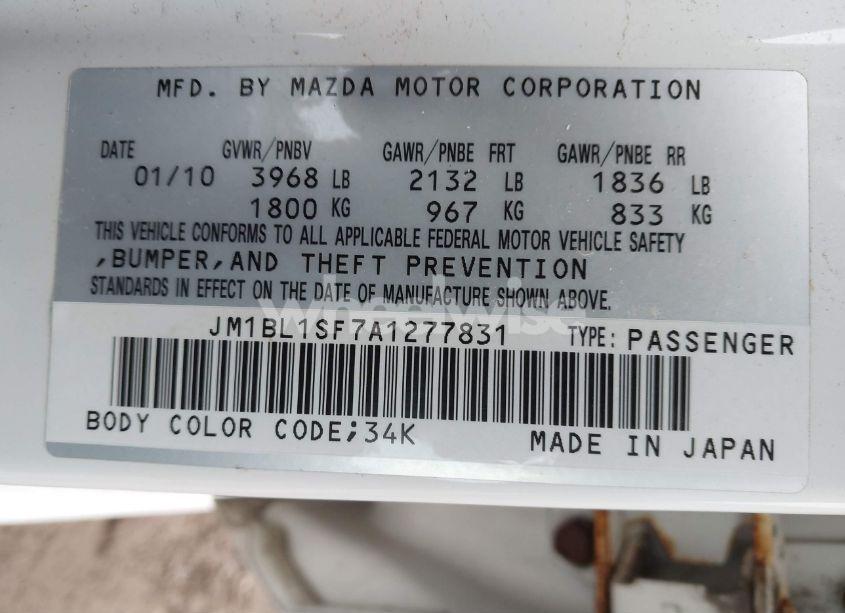 MFD. BY MAZDA MOTOR CORPORATION
DATE GVWR/PNBV GAWR/PNBE FRT GAWR/PNBE RR
01/10 3968 LB 2132 LB 1836 LB
1800 KG 967 KG 833 KG
THIS VEHICLE CONFORMS TO ALL APPLICABLE FEDERAL MOTOR VEHICLE SAFETY
,BUMPER,AND THEFT PREVENTION
STANDARDS IN EFFECT ON THE DATE OF MANUFACTURE SHOWN ABOVE.
wheelwise
JM1BL1SF7A1277831 TYPE: PASSENGER
BODY COLOR CODE;34K MADE IN JAPAN